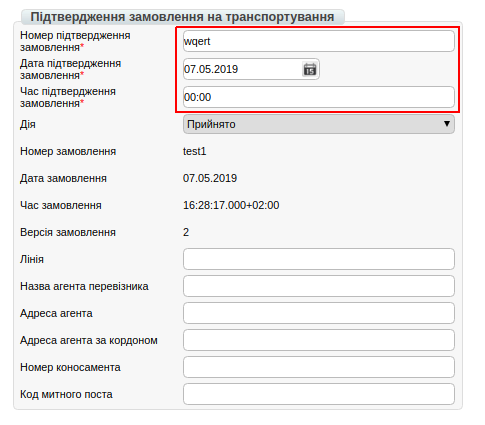 Підтвердження замовлення на транспортування
Номер підтвердження
замовлення*
wqert
Дата підтвердження
замовлення*
07.05.2019
15
Час підтвердження
замовлення*
00:00
Дія
Прийнято
Номер замовлення
test1
Дата замовлення
07.05.2019
Час замовлення
16:28:17.000+02:00
Версія замовлення
2
Лінія
Назва агента перевізника
Адреса агента
Адреса агента за кордоном
Номер коносамента
Код митного поста